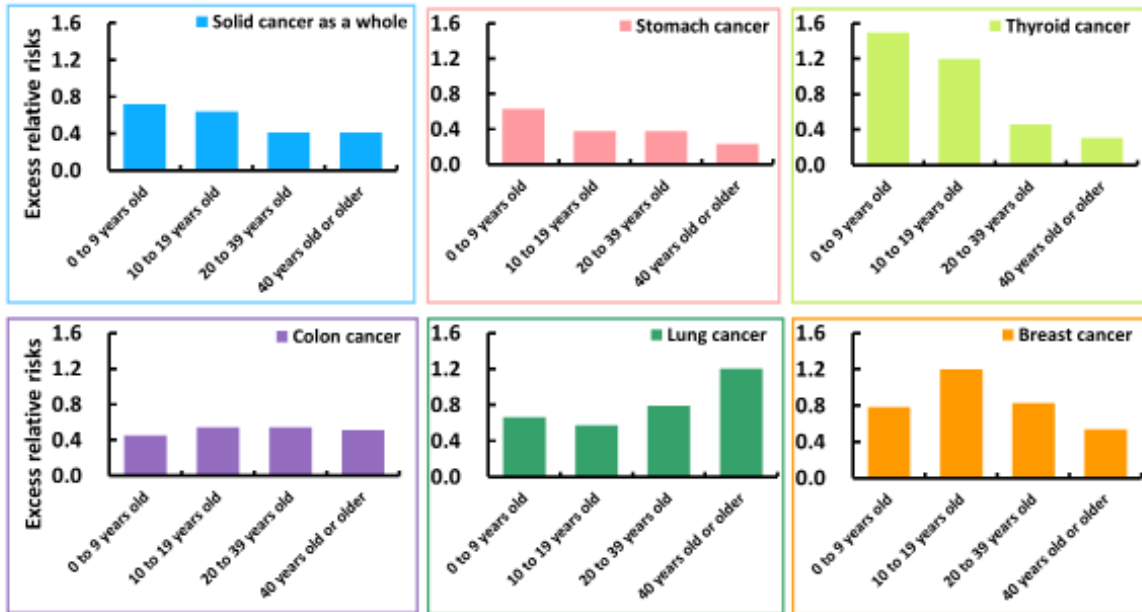 Solid cancer as a whole
Excess relative risks
1.6
1.2
0.8
0.4
0.0
0 to 9 years old
10 to 19 years old
20 to 39 years old
40 years old or older
Stomach cancer
1.6
1.2
0.8
0.4
0.0
0 to 9 years old
10 to 19 years old
20 to 39 years old
40 years old or older
Thyroid cancer
1.6
1.2
0.8
0.4
0.0
0 to 9 years old
10 to 19 years old
20 to 39 years old
40 years old or older
Colon cancer
Excess relative risks
1.6
1.2
0.8
0.4
0.0
0 to 9 years old
10 to 19 years old
20 to 39 years old
40 years old or older
Lung cancer
1.6
1.2
0.8
0.4
0.0
0 to 9 years old
10 to 19 years old
20 to 39 years old
40 years old or older
Breast cancer
1.6
1.2
0.8
0.4
0.0
0 to 9 years old
10 to 19 years old
20 to 39 years old
40 years old or older